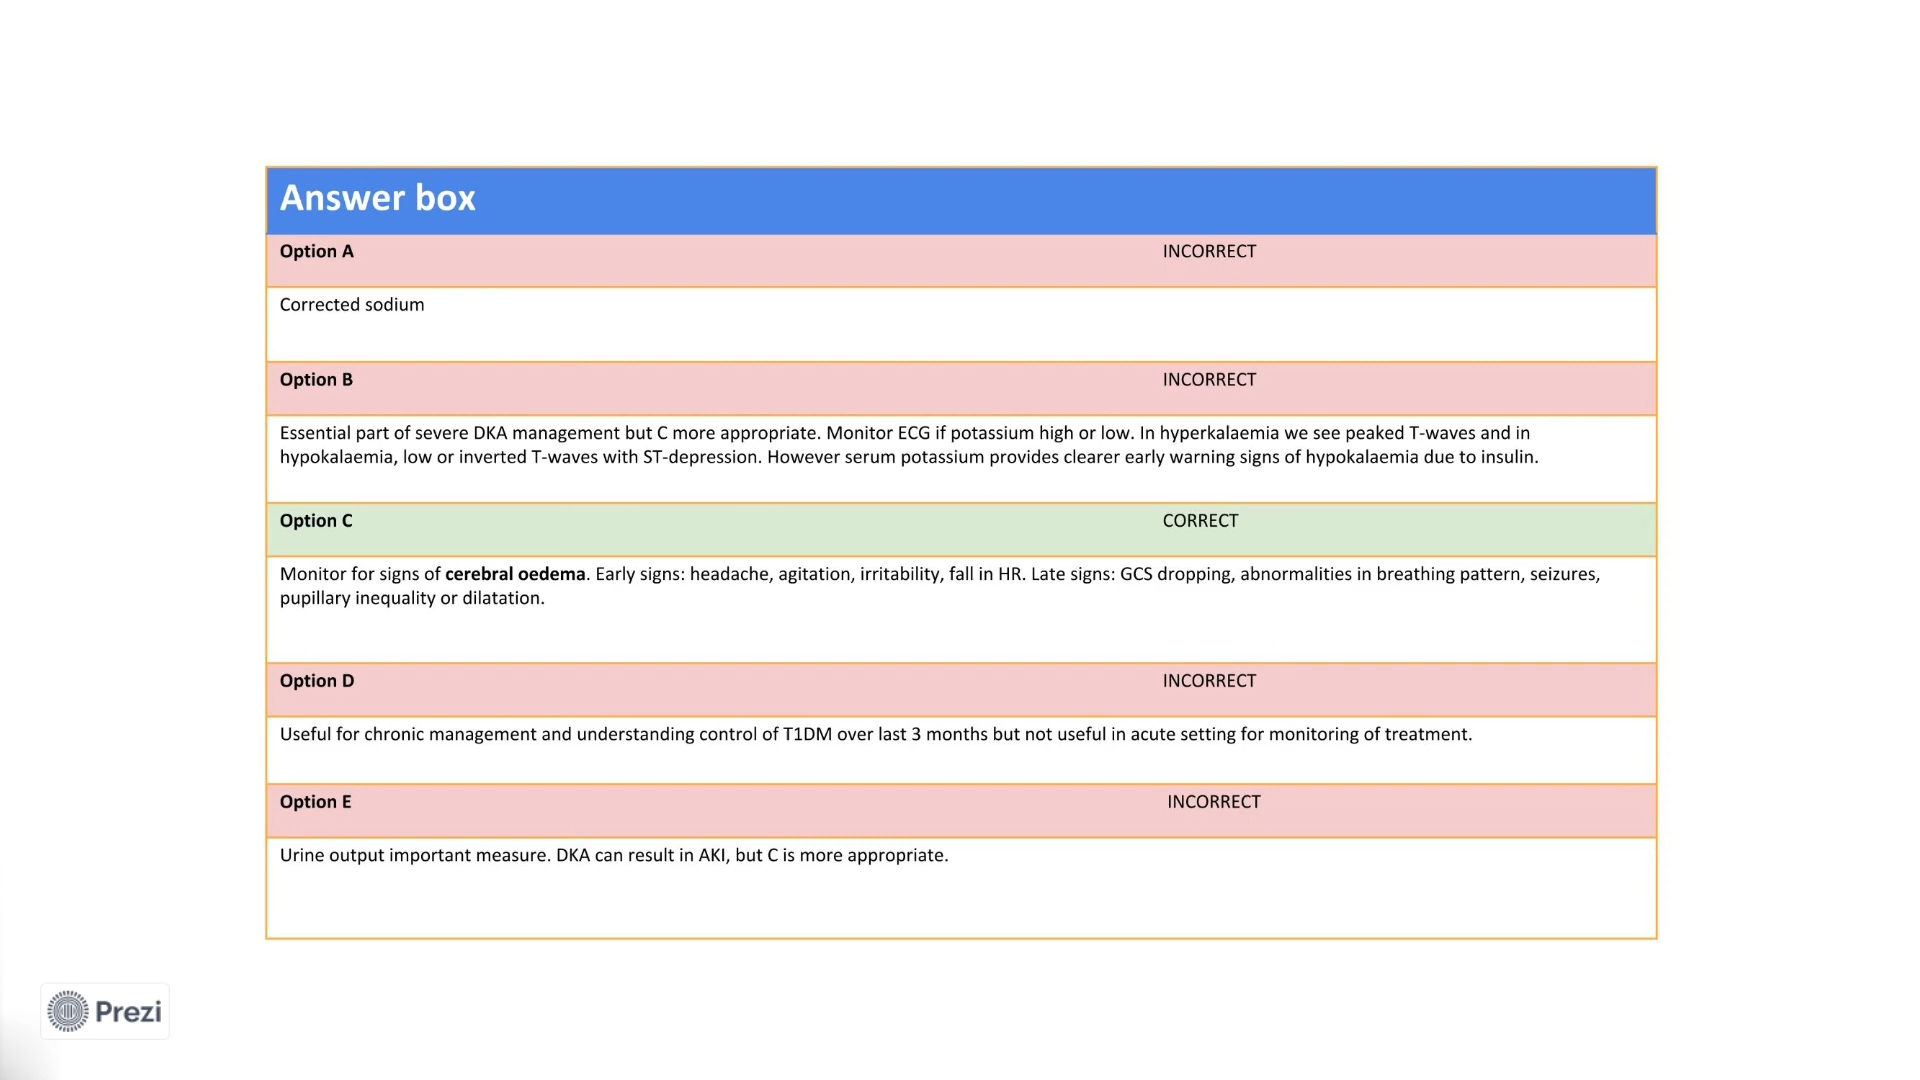 Answer box
Option A INCORRECT
Corrected sodium
Option B INCORRECT
Essential part of severe DKA management but C more appropriate. Monitor ECG if potassium high or low. In hyperkalaemia we see peaked T-waves and in
hypokalaemia, low or inverted T-waves with ST-depression. However serum potassium provides clearer early warning signs of hypokalaemia due to insulin.
Option C CORRECT
Monitor for signs of cerebral oedema. Early signs: headache, agitation, irritability, fall in HR. Late signs: GCS dropping, abnormalities in breathing pattern, seizures,
pupillary inequality or dilatation.
Option D INCORRECT
Useful for chronic management and understanding control of T1DM over last 3 months but not useful in acute setting for monitoring of treatment.
Option E INCORRECT
Urine output important measure. DKA can result in AKI, but C is more appropriate.
Prezi